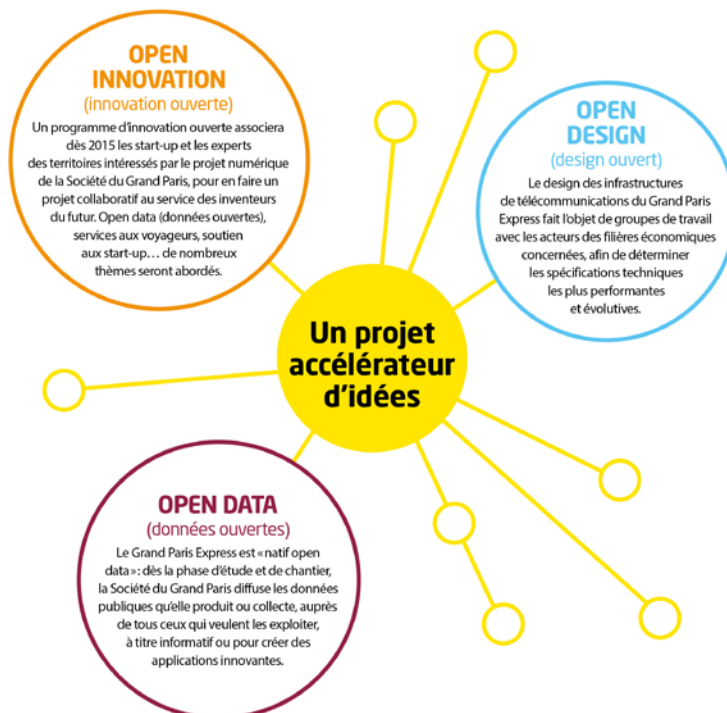 OPEN
INNOVATION
(innovation ouverte)
Un programme d'innovation ouverte associera
dès 2015 les start-up et les experts
des territoires intéressés par le projet numérique
de la Société du Grand Paris, pour en faire un
projet collaboratif au service des inventeurs
du futur. Open data (données ouvertes),
services aux voyageurs, soutien
aux start-up... de nombreux
thèmes seront abordés.
OPEN
DESIGN
(design ouvert)
Le design des infrastructures
de télécommunications du Grand Paris
Express fait l'objet de groupes de travail
avec les acteurs des filières économiques
concernées, afin de déterminer
les spécifications techniques
les plus performantes
et évolutives.
Un projet
accélérateur
d'idées
OPEN DATA
(données ouvertes)
Le Grand Paris Express est «natif open
data»: dès la phase d'étude et de chantier,
la Société du Grand Paris diffuse les données
publiques qu'elle produit ou collecte, auprès
de tous ceux qui veulent les exploiter,
à titre informatif ou pour créer des
applications innovantes.